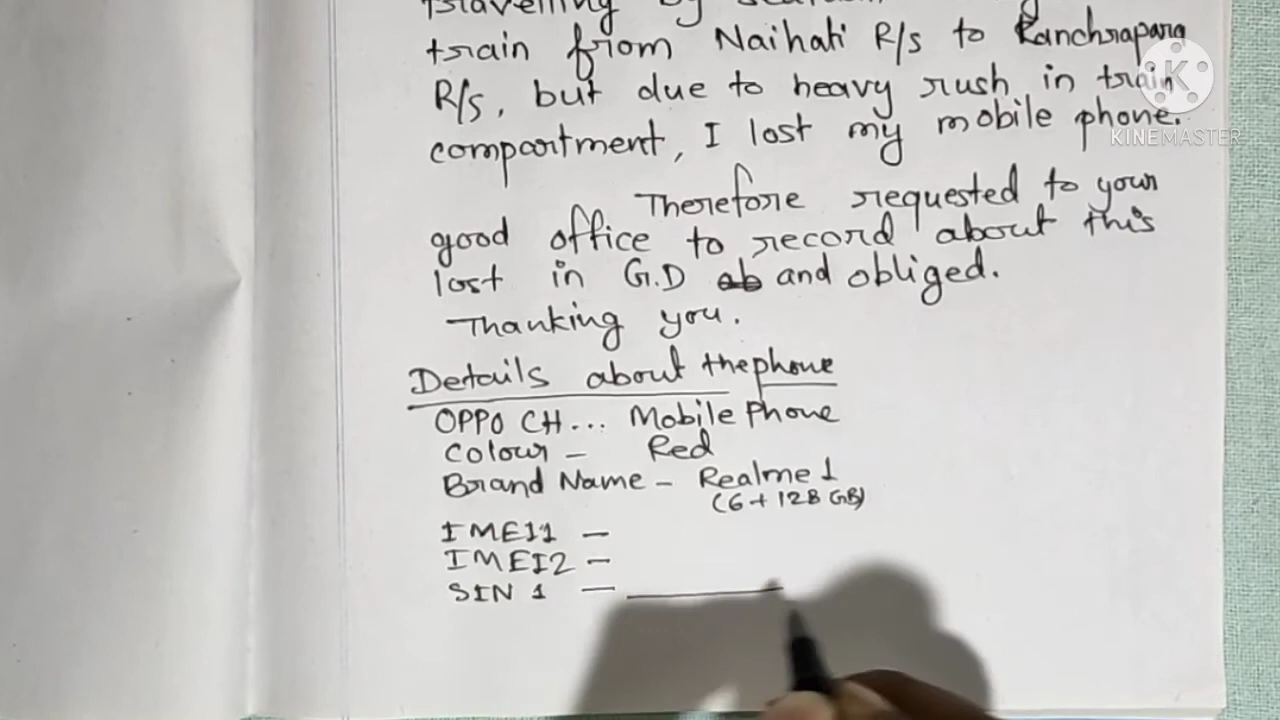 travelling by
train from Naihati R/s to Kanchrapara
R/s, but due to heavy rush in train
compartment, I lost my mobile phone.
KINEMASTER
Therefore requested to your
good office to record about this
lost in G.D and obliged.
Thanking you.
Details about the phone
OPPO CH... Mobile Phone
Colour - Red
Brand Name - Realme 1
(6+128 GB)
IMEI1 -
IMEI2 -
SIN 1 -